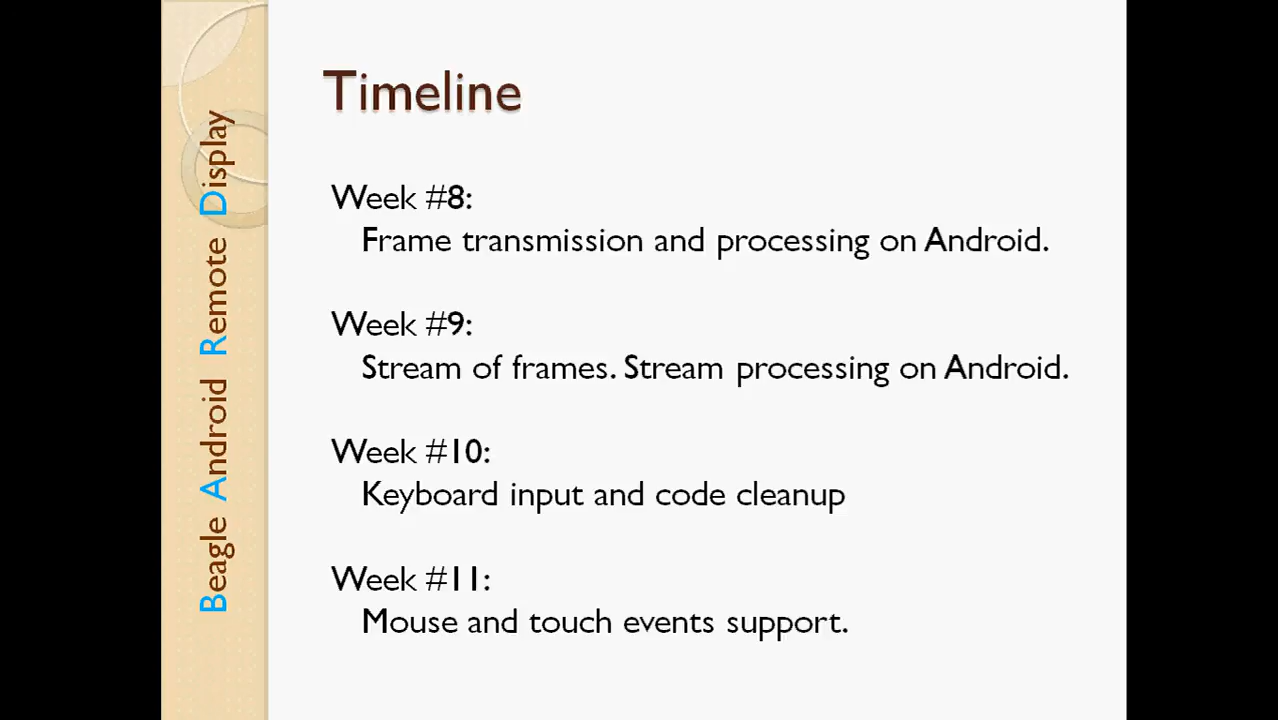 Beagle Android Remote Display
Timeline
Week #8:
Frame transmission and processing on Android.
Week #9:
Stream of frames. Stream processing on Android.
Week #10:
Keyboard input and code cleanup
Week #11:
Mouse and touch events support.